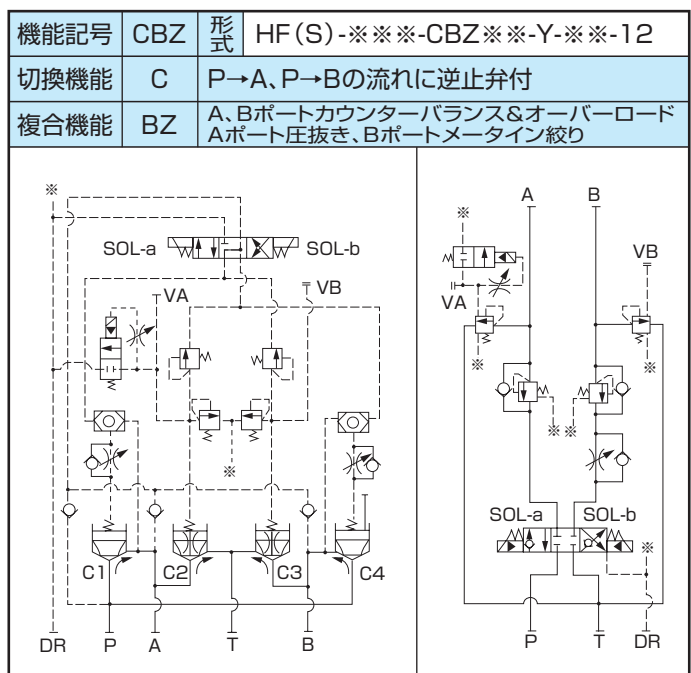 機能記号 CBZ 形式 HF(S)-※※※-CBZ※※-Y-※※-12
切換機能 C P→A、P→Bの流れに逆止弁付
複合機能 BZ A、Bポートカウンターバランス&オーバーロード
Aポート圧抜き、Bポートメータイン絞り
※
SOL-a SOL-b
VA
VB
※
C1 C2 C3 C4
DR P A T B
A B
※
VB
VA
※
※
※ ※
SOL-a SOL-b
※
P T DR